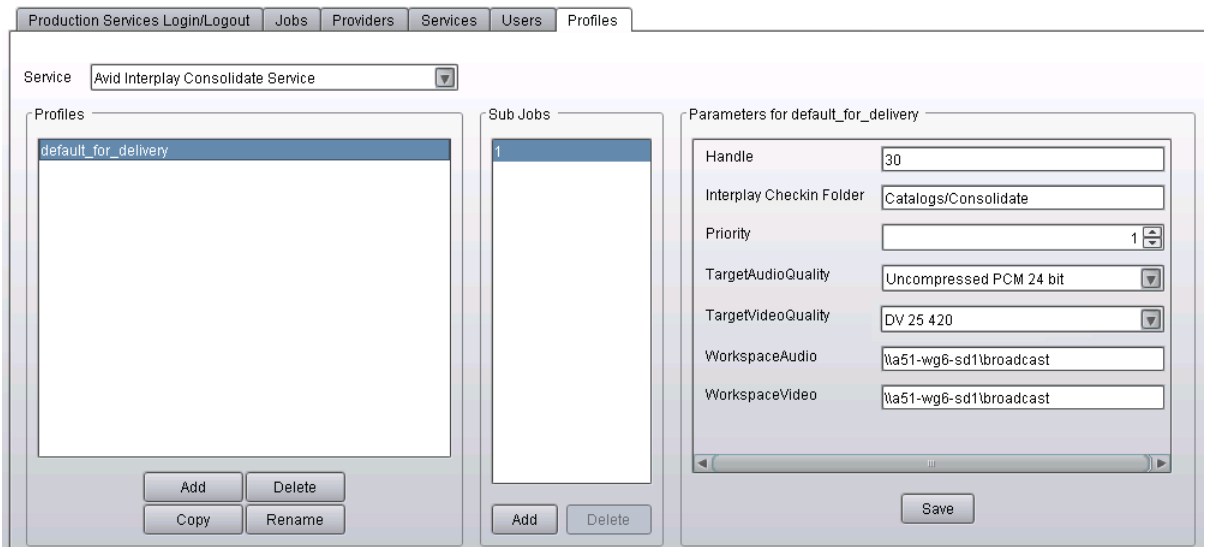 Production Services Login/Logout Jobs Providers Services Users Profiles
Service Avid Interplay Consolidate Service
Profiles
default_for_delivery
Add Delete
Copy Rename
Sub Jobs
1
Add Delete
Parameters for default_for_delivery
Handle 30
Interplay Checkin Folder Catalogs/Consolidate
Priority 1
TargetAudioQuality Uncompressed PCM 24 bit
TargetVideoQuality DV 25 420
WorkspaceAudio \\a51-wg6-sd1\broadcast
WorkspaceVideo \\a51-wg6-sd1\broadcast
Save